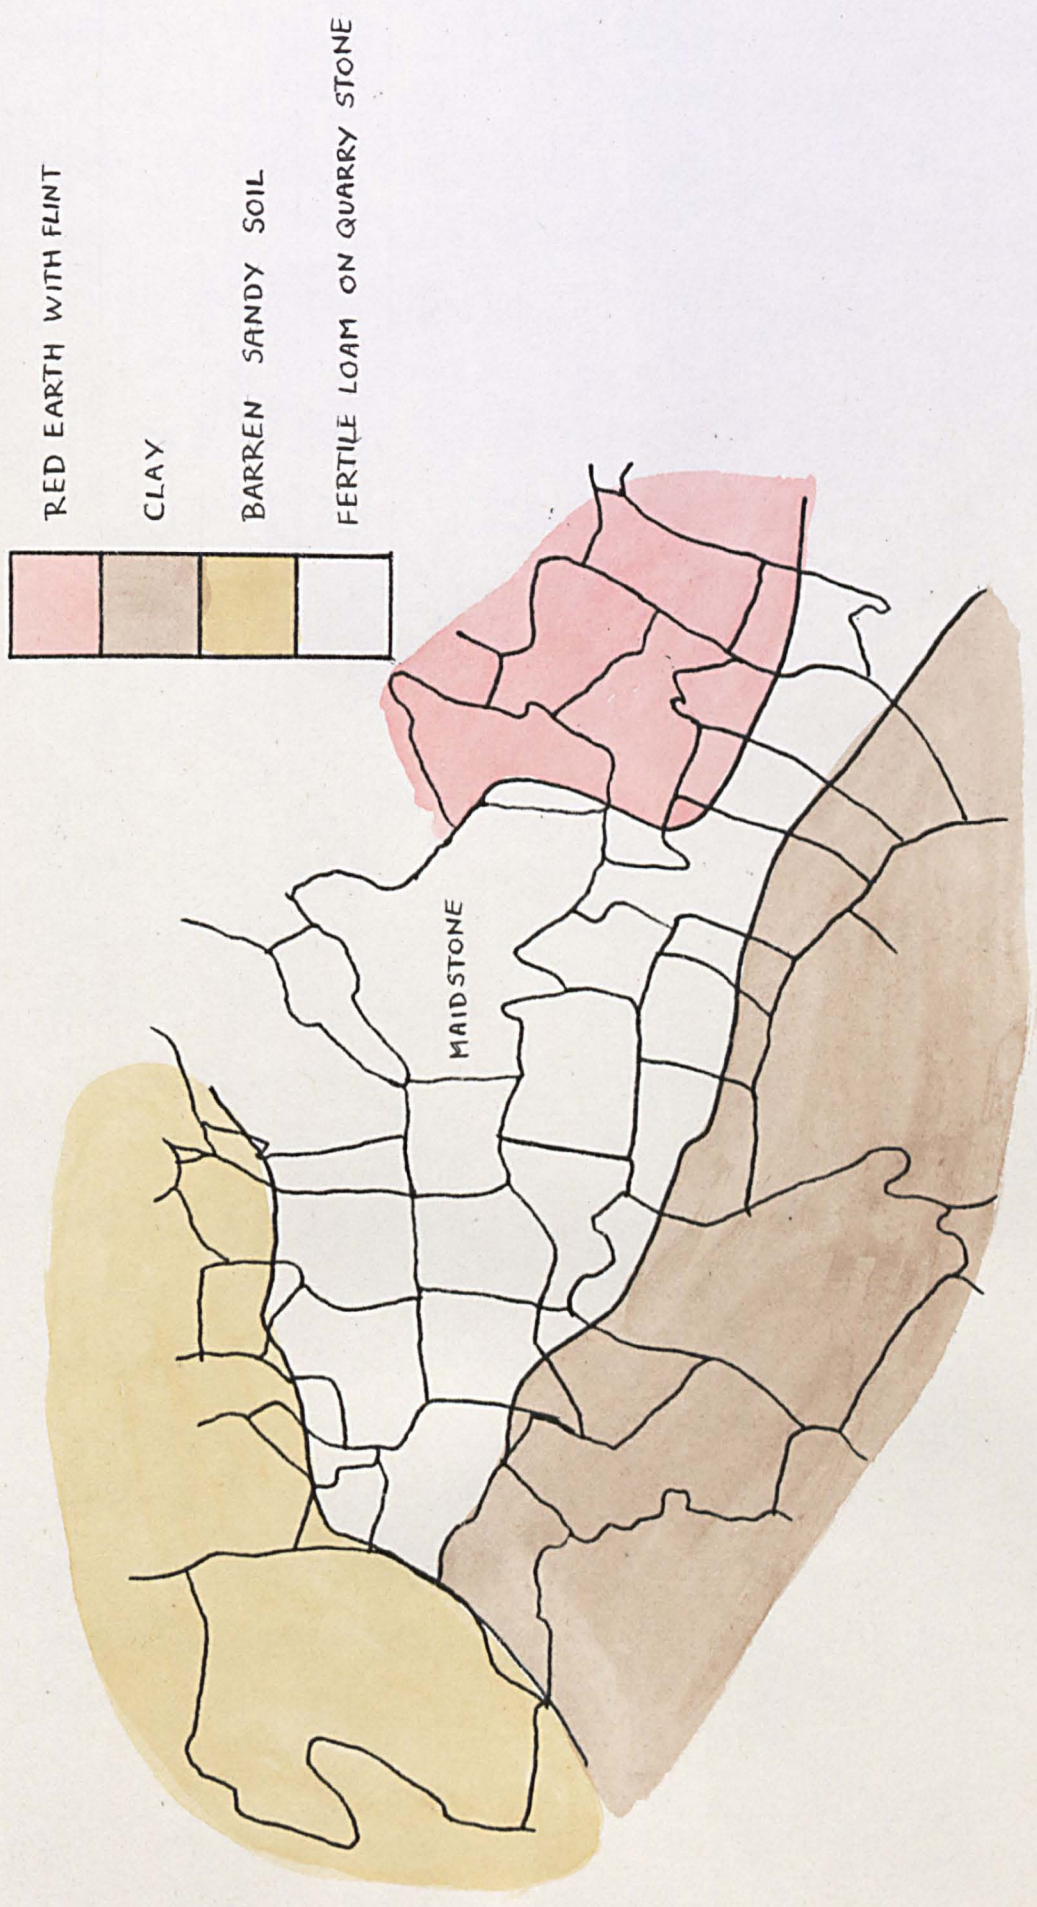 RED EARTH WITH FLINT
CLAY
BARREN SANDY SOIL
FERTILE LOAM ON QUARRY STONE
MAIDSTONE